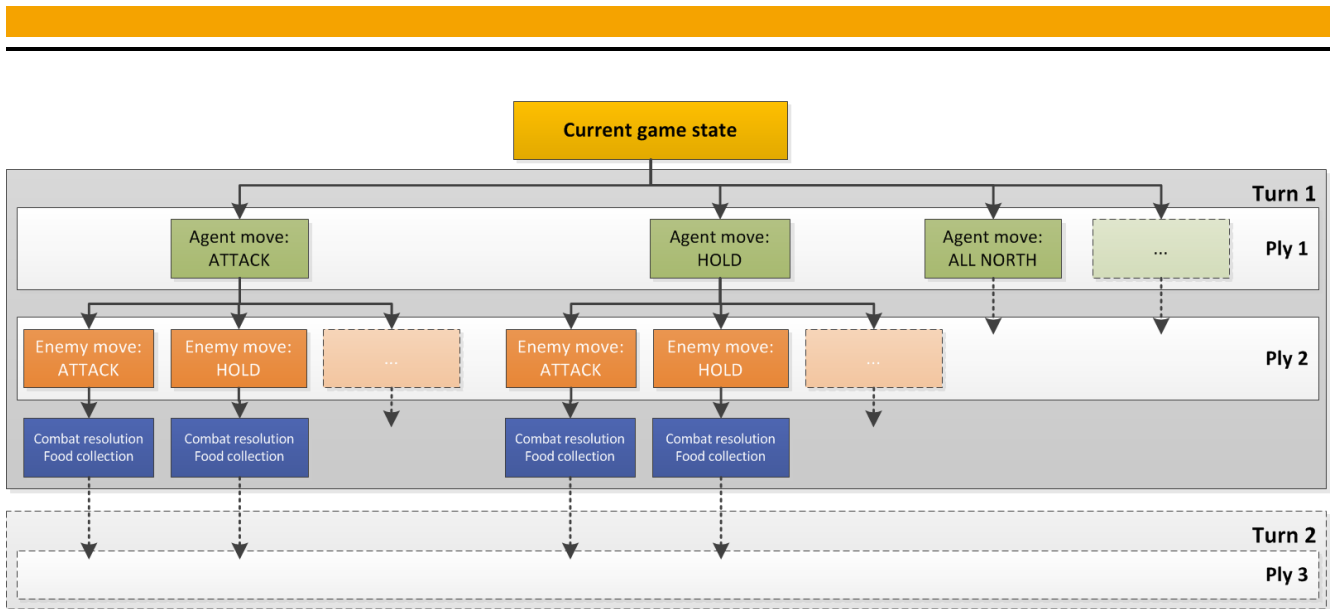 Current game state
Turn 1
Agent move:
ATTACK
Agent move:
HOLD
Agent move:
ALL NORTH
...
Ply 1
Enemy move:
ATTACK
Enemy move:
HOLD
...
Enemy move:
ATTACK
Enemy move:
HOLD
...
Ply 2
Combat resolution
Food collection
Combat resolution
Food collection
Combat resolution
Food collection
Combat resolution
Food collection
Turn 2
Ply 3